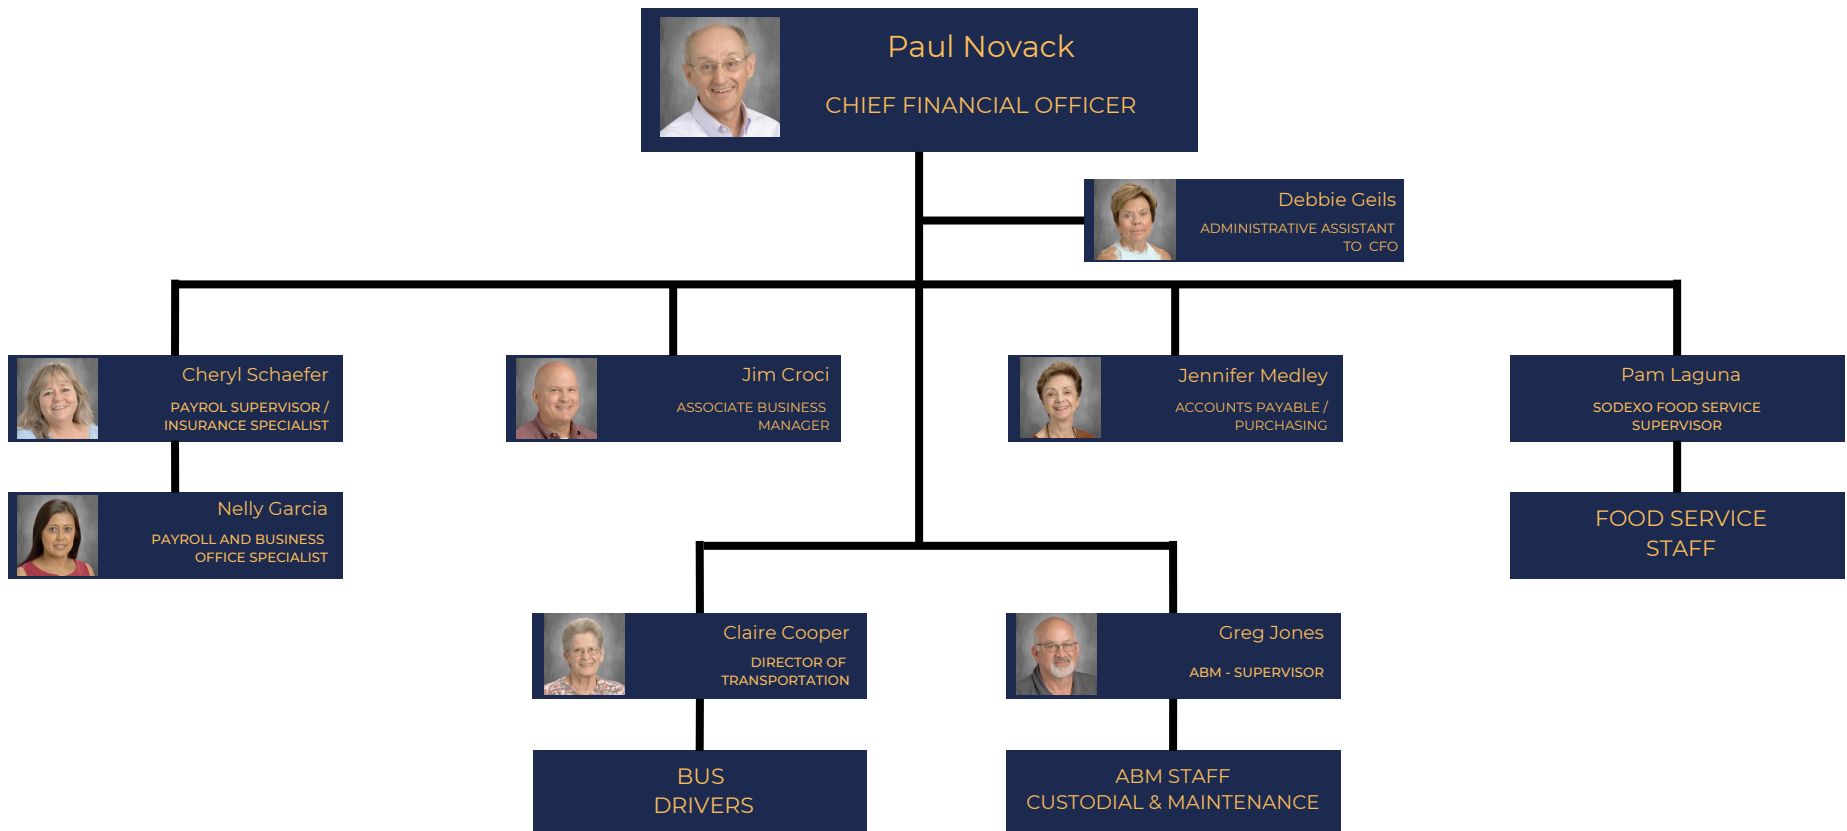 Paul Novack
CHIEF FINANCIAL OFFICER
Debbie Geils
ADMINISTRATIVE ASSISTANT
TO CFO
Cheryl Schaefer
PAYROL SUPERVISOR /
INSURANCE SPECIALIST
Jim Croci
ASSOCIATE BUSINESS
MANAGER
Jennifer Medley
ACCOUNTS PAYABLE /
PURCHASING
Pam Laguna
SODEXO FOOD SERVICE
SUPERVISOR
Nelly Garcia
PAYROLL AND BUSINESS
OFFICE SPECIALIST
FOOD SERVICE
STAFF
Claire Cooper
DIRECTOR OF
TRANSPORTATION
Greg Jones
ABM - SUPERVISOR
BUS
DRIVERS
ABM STAFF
CUSTODIAL & MAINTENANCE